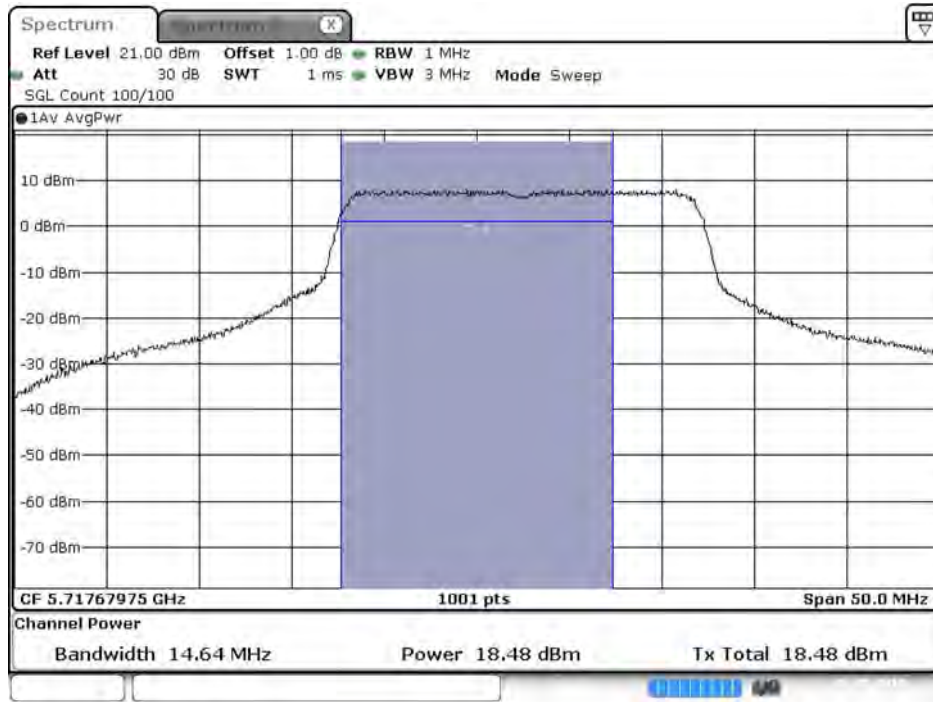 Spectrum
X
Ref Level 21.00 dBm Offset 1.00 dB RBW 1 MHz
Att 30 dB SWT 1 ms VBW 3 MHz Mode Sweep
SGL Count 100/100
1Av AvgPwr
10 dBm
0 dBm
-10 dBm
-20 dBm
-30 dBm
-40 dBm
-50 dBm
-60 dBm
-70 dBm
CF 5.71767975 GHz 1001 pts Span 50.0 MHz
Channel Power
Bandwidth 14.64 MHz Power 18.48 dBm Tx Total 18.48 dBm